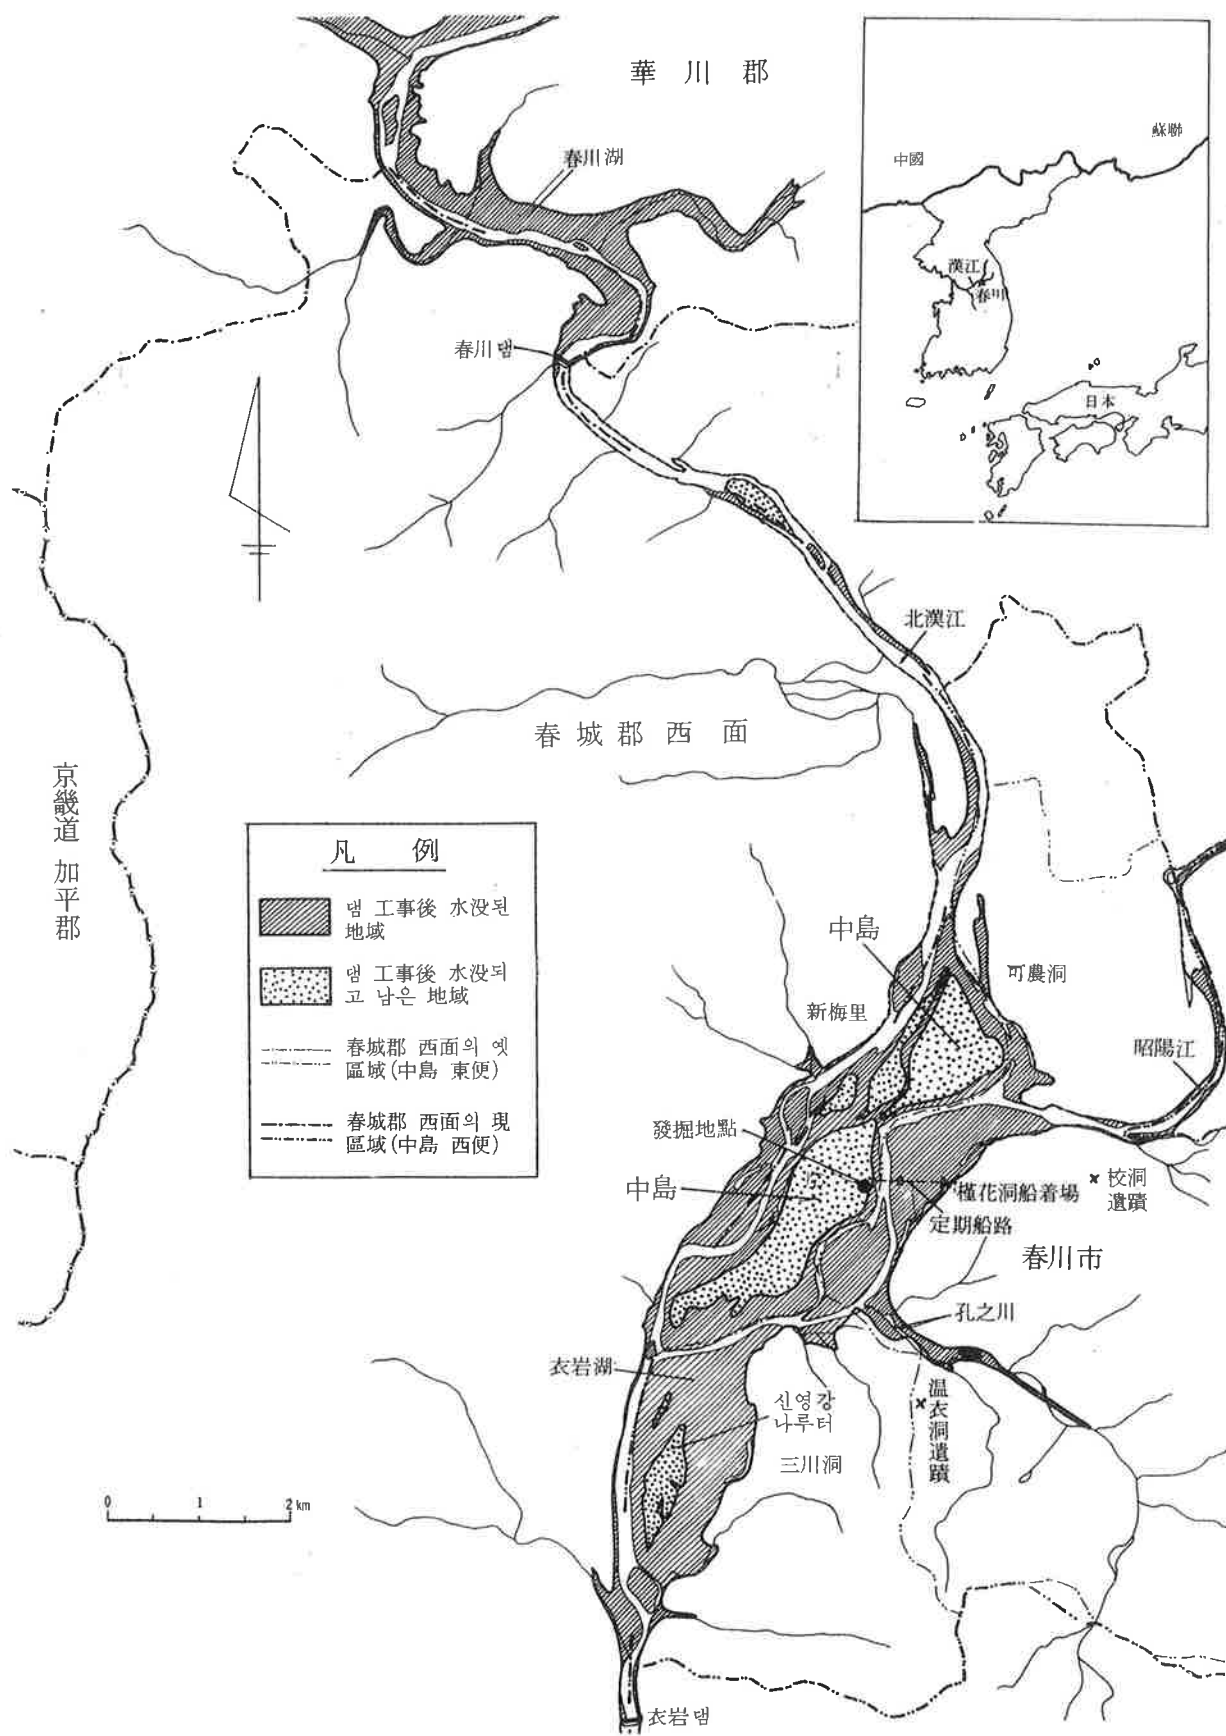 華川郡
蘇聯
中國
春川湖
漢江
春川
春川댐
日本
北漢江
春城郡西面
京畿道 加平郡
凡 例
댐 工事後 水没된
地域
댐 工事後 水没되
고 남은 地域
春城郡 西面의 옛
區域(中島 東便)
春城郡 西面의 現
區域(中島 西便)
中島
可農洞
新梅里
昭陽江
發掘地點
中島
槿花洞船着場
校洞
遺蹟
定期船路
春川市
孔之川
衣岩湖
신영강
나루터
温衣洞遺蹟
三川洞
0 1 2 km
衣岩댐